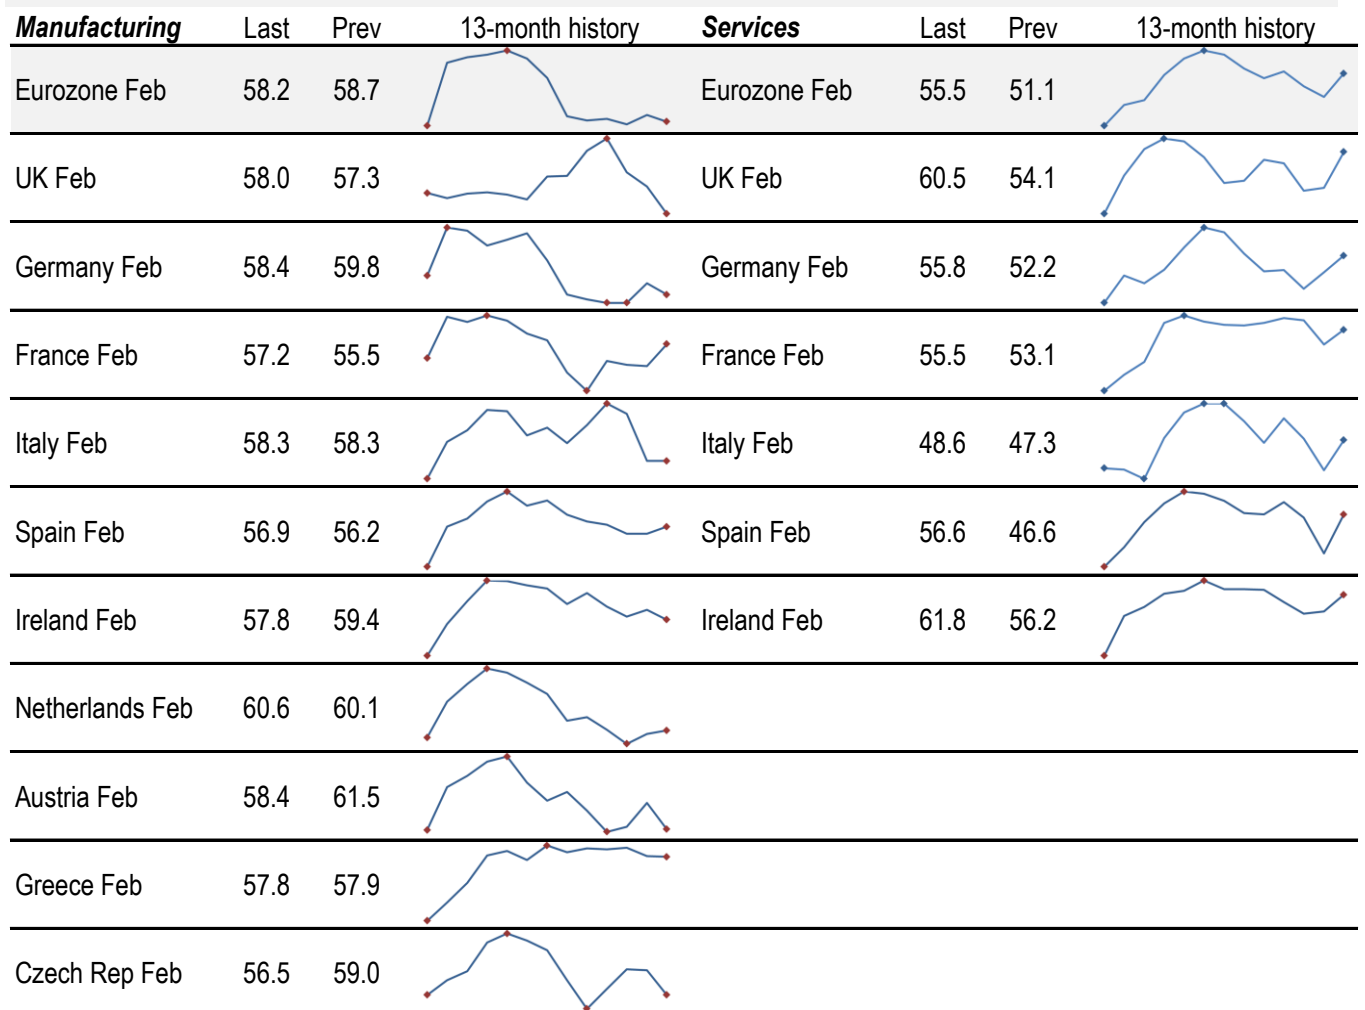 Manufacturing Last Prev 13-month history Services Last Prev 13-month history
Eurozone Feb 58.2 58.7 Eurozone Feb 55.5 51.1
UK Feb 58.0 57.3 UK Feb 60.5 54.1
Germany Feb 58.4 59.8 Germany Feb 55.8 52.2
France Feb 57.2 55.5 France Feb 55.5 53.1
Italy Feb 58.3 58.3 Italy Feb 48.6 47.3
Spain Feb 56.9 56.2 Spain Feb 56.6 46.6
Ireland Feb 57.8 59.4 Ireland Feb 61.8 56.2
Netherlands Feb 60.6 60.1
Austria Feb 58.4 61.5
Greece Feb 57.8 57.9
Czech Rep Feb 56.5 59.0